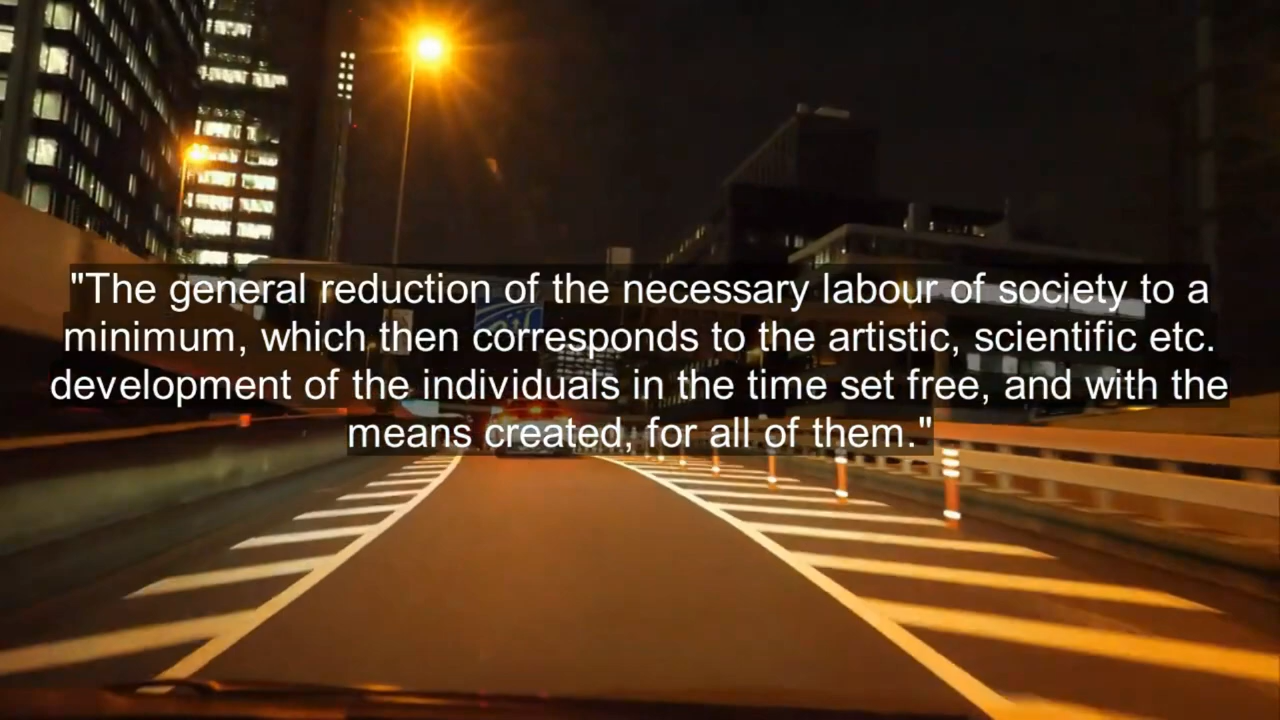 "The general reduction of the necessary labour of society to a
minimum, which then corresponds to the artistic, scientific etc.
development of the individuals in the time set free, and with the
means created, for all of them."